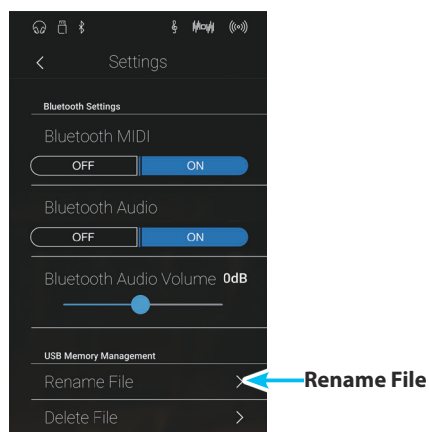 Settings
Bluetooth Settings
Bluetooth MIDI
OFF ON
Bluetooth Audio
OFF ON
Bluetooth Audio Volume 0dB
USB Memory Management
Rename File
Rename File
Delete File